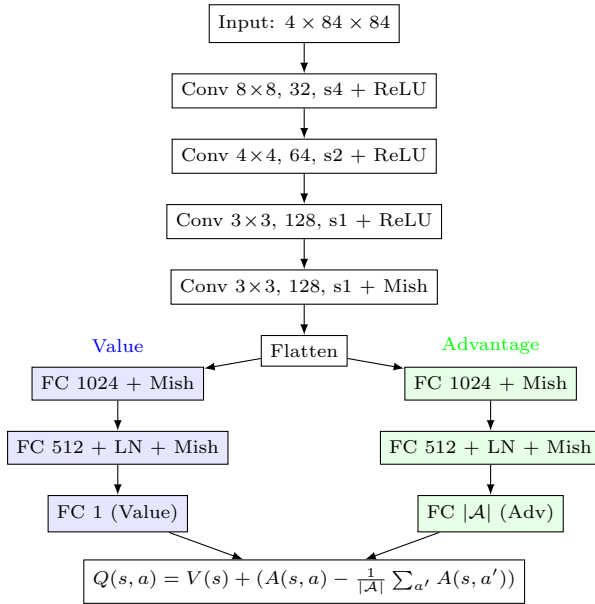 Input: 4 × 84 × 84
Conv 8×8, 32, s4 + ReLU
Conv 4×4, 64, s2 + ReLU
Conv 3×3, 128, s1 + ReLU
Conv 3×3, 128, s1 + Mish
Flatten
Value
Advantage
FC 1024 + Mish
FC 1024 + Mish
FC 512 + LN + Mish
FC 512 + LN + Mish
FC 1 (Value)
FC |𝒜| (Adv)
Q(s, a) = V(s) + (A(s, a) − 1/|𝒜| ∑a′ A(s, a′))